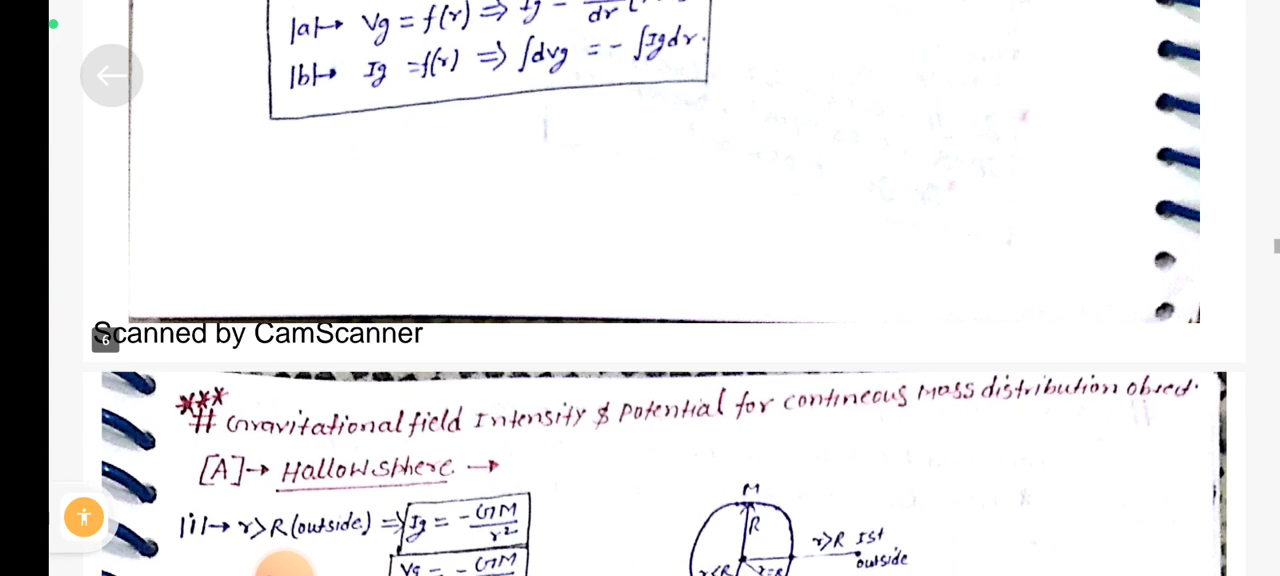 |a|→ Vg = f(r) ⇒ Ig = - dr
|b|→ Ig = f(r) ⇒ ∫dvg = - ∫Igdr.
Scanned by CamScanner
6
*** # Gravitational field Intensity & Potential for contineous Mass distribution object.
[A]→ Hallow sphere →
|i|→ r>R (outside) ⇒ Ig = - GM/r²
Vg = - GM
M
R
r>R Ist outside
r<R
r=R